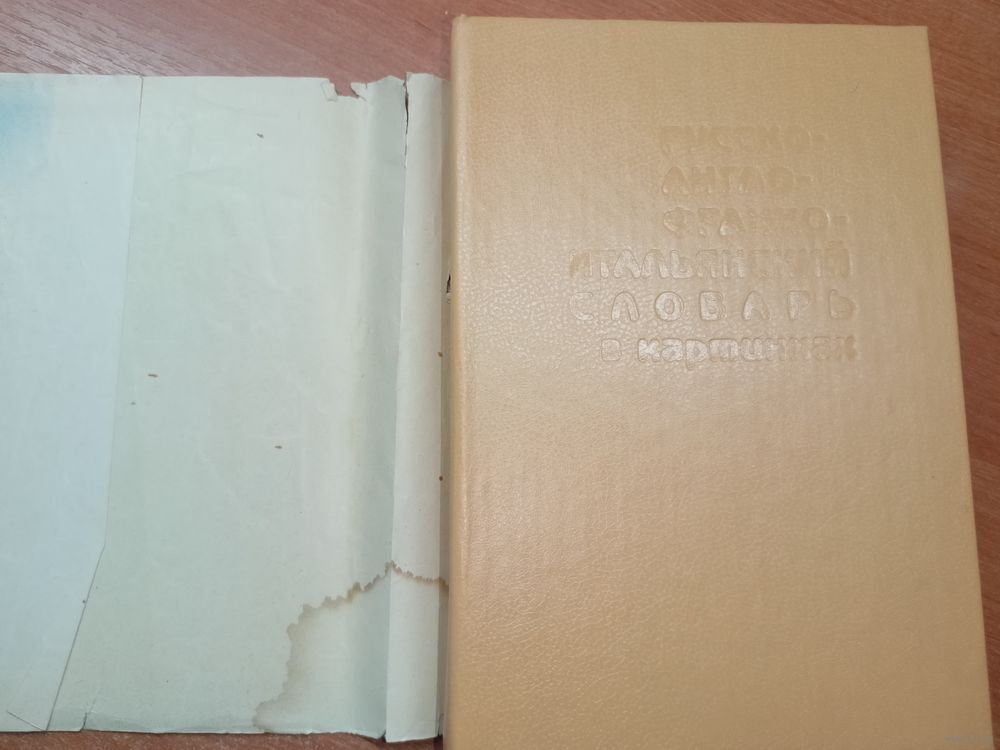 РУССКО-
АНГЛО-
ФРАНКО-
ИТАЛЬЯНСКИЙ
СЛОВАРЬ
в картинках